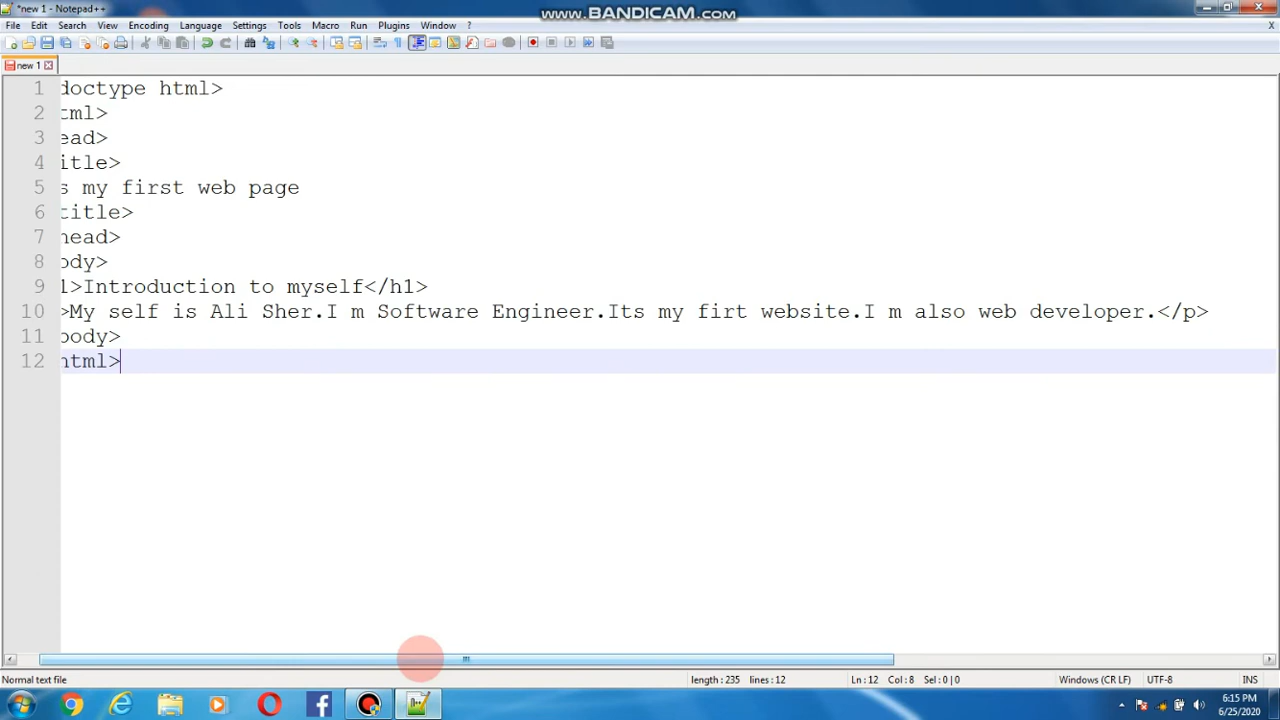 *new 1 - Notepad++
www.BANDICAM.com
File Edit Search View Encoding Language Settings Tools Macro Run Plugins Window ?
X
new 1
1 doctype html>
2 tml>
3 ead>
4 itle>
5 s my first web page
6 title>
7 head>
8 ody>
9 1>Introduction to myself</h1>
10 >My self is Ali Sher.I m Software Engineer.Its my firt website.I m also web developer.</p>
11 body>
12 html>
Normal text file length : 235 lines : 12 Ln : 12 Col : 8 Sel : 0 | 0 Windows (CR LF) UTF-8 INS
6:15 PM
6/25/2020